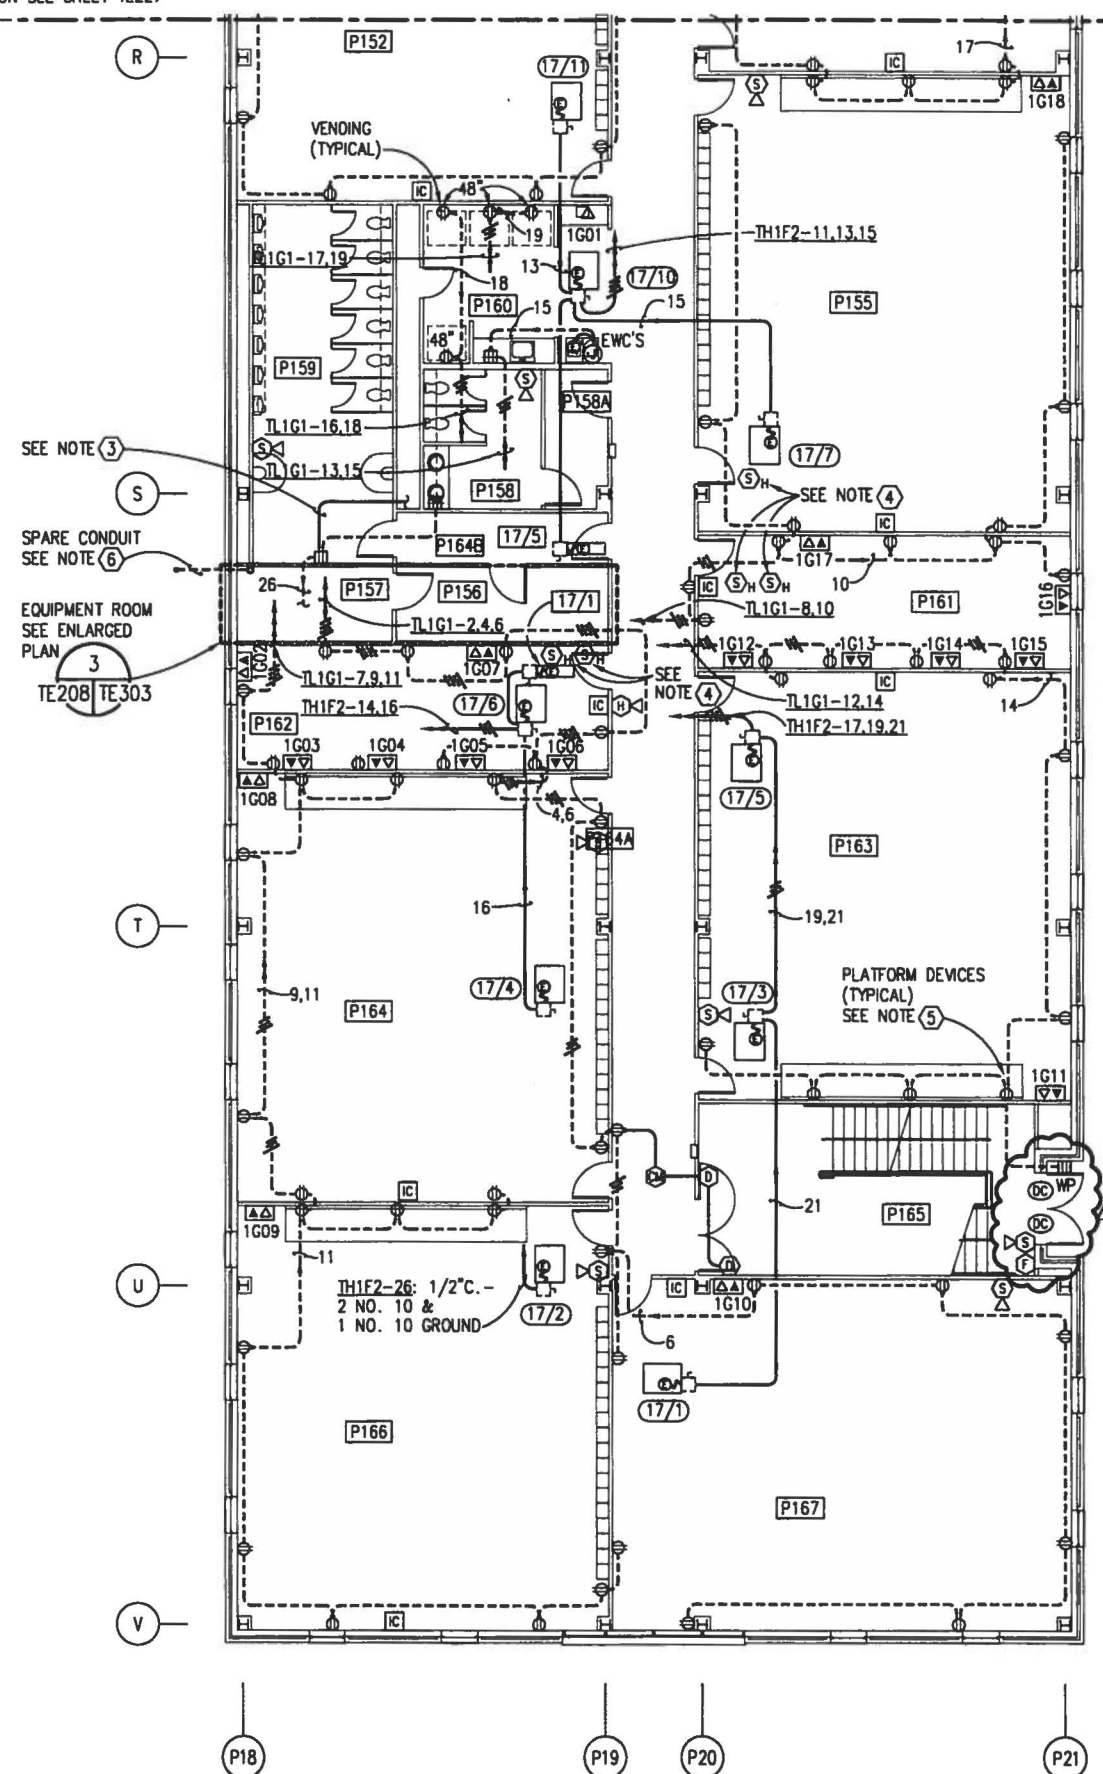 R
P152
17/11
IC
17
S
1G18
VENDING
(TYPICAL)
IC
48"
19
1G01
TH1F2-11,13,15
13
17/10
18
P160
15
15
P155
48"
EWC'S
P159
S
P158A
TL1G1-16,18
17/7
SEE NOTE 3
S
TL1G1-13,15
S
H
SEE NOTE 4
S
P158
IC
17/5
SPARE CONDUIT
SEE NOTE 6
P164B
1G17
10
26
P157
P156
S H
S H
IC
P161
1G16
EQUIPMENT ROOM
SEE ENLARGED
PLAN
17/1
TL1G1-8,10
TL1G1-2,4,6
1G12
1G13
1G14
1G15
3
TE208
TE303
1G02
1G07
S H
S H
SEE
NOTE 4
IC
TL1G1-7,9,11
17/6
TL1G1-12,14
14
TH1F2-14,16
IC
H
P162
TH1F2-17,19,21
1G03
1G04
1G05
1G06
17/5
1G08
4,6
P163
T
16
19,21
17/4
17/3
PLATFORM DEVICES
(TYPICAL)
SEE NOTE 5
9,11
P164
S
1G11
IC
CM
D
DC
WP
1G09
21
P165
DC
S
11
F
S
D
U
TH1F2-26: 1/2"C.-
2 NO. 10 &
1 NO. 10 GROUND
17/2
IC
1G10
S
6
17/1
P166
P167
V
IC
P18
P19
P20
P21